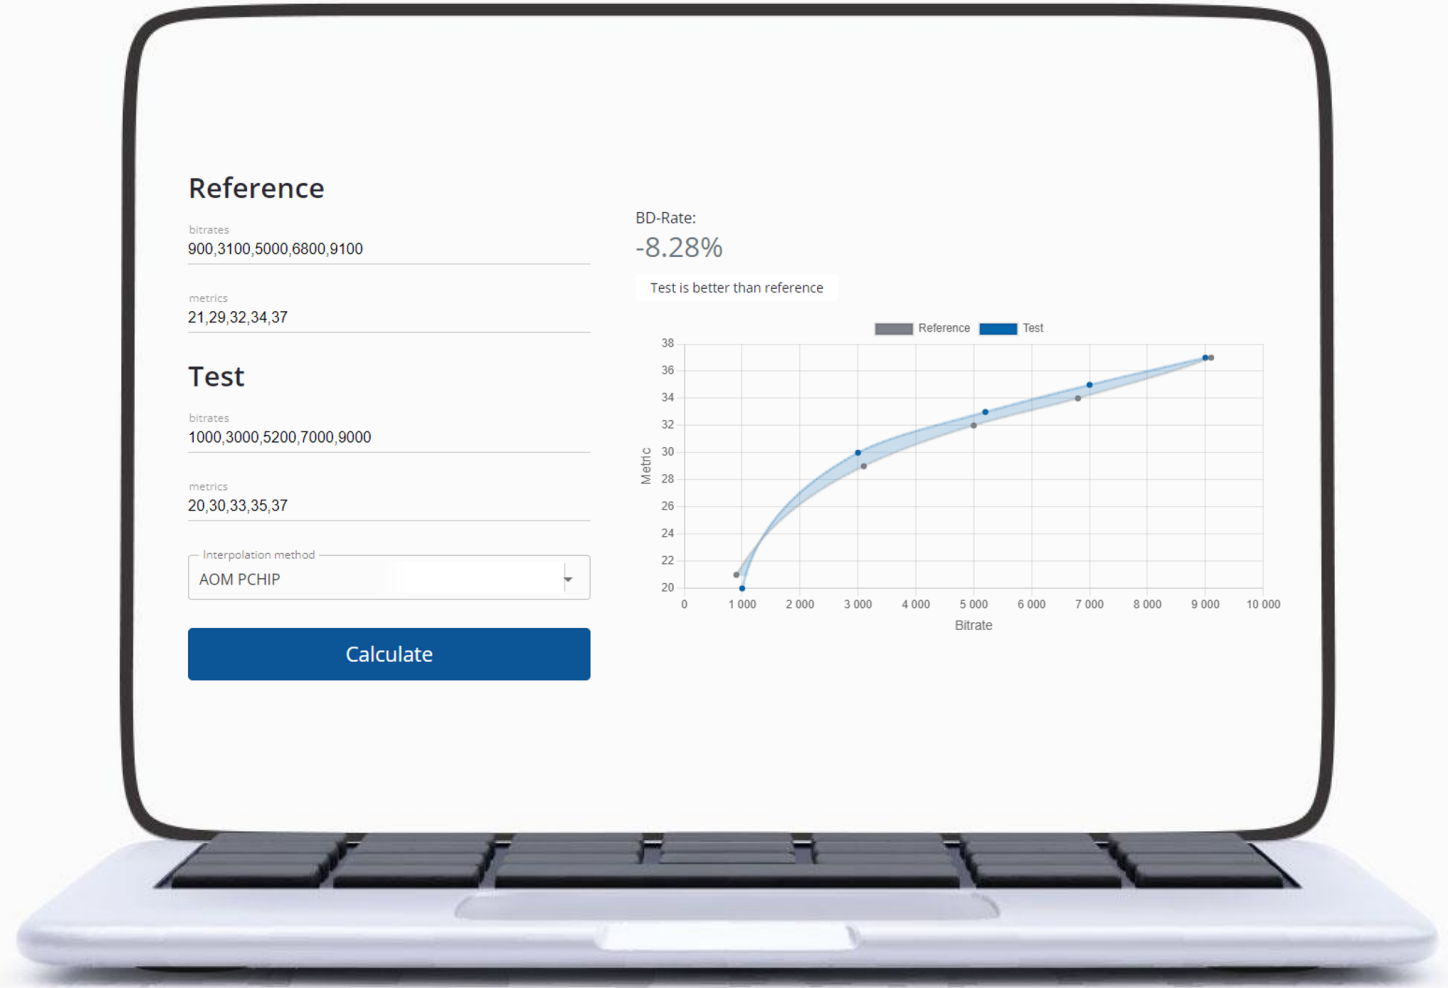 Reference
bitrates
900,3100,5000,6800,9100
metrics
21,29,32,34,37
Test
bitrates
1000,3000,5200,7000,9000
metrics
20,30,33,35,37
Interpolation method
AOM PCHIP
Calculate
BD-Rate:
-8.28%
Test is better than reference
Reference Test
38
36
34
32
30
28
26
24
22
20
Metric
0 1 000 2 000 3 000 4 000 5 000 6 000 7 000 8 000 9 000 10 000
Bitrate